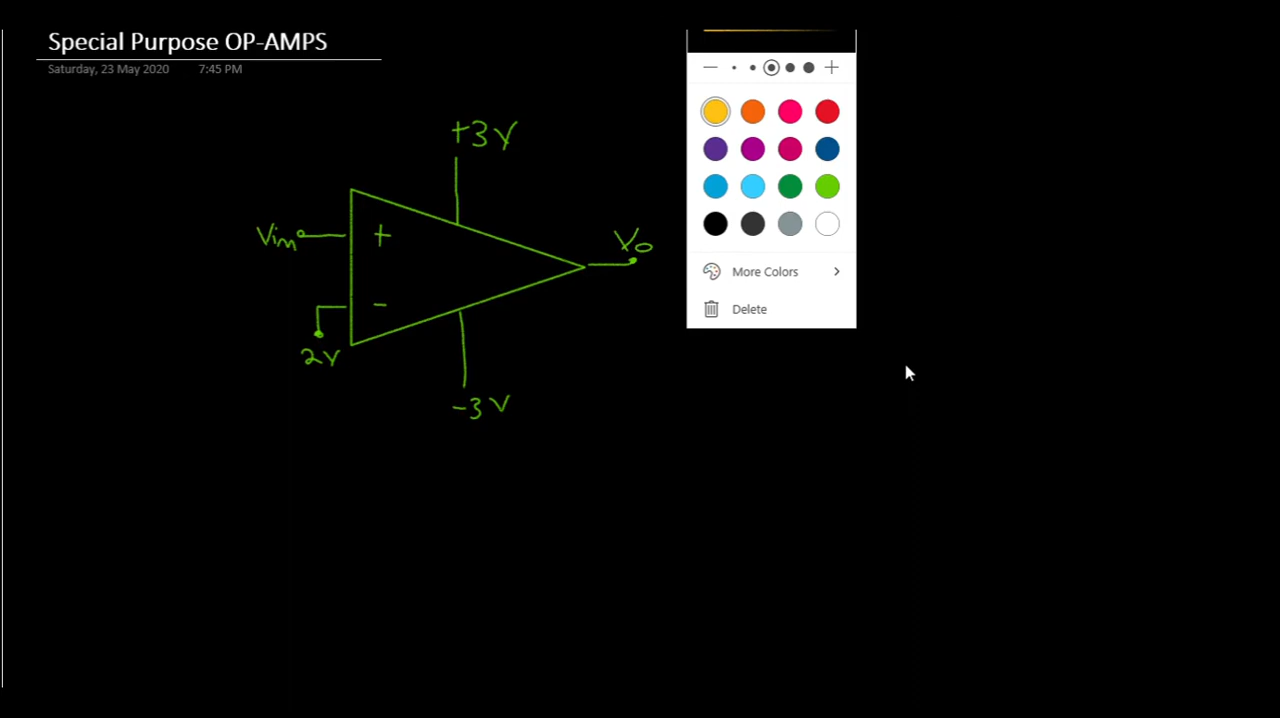 Special Purpose OP-AMPS
Saturday, 23 May 2020 7:45 PM
+3V
Vin
+
Vo
-
2V
-3V
More Colors
Delete